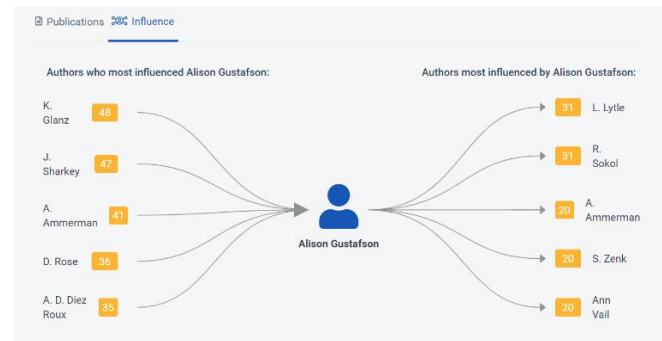 Publications Influence
Authors who most influenced Alison Gustafson:
Authors most influenced by Alison Gustafson:
K.
Glanz
48
J.
Sharkey
47
A.
Ammerman
41
D. Rose
36
A. D. Diez
Roux
35
Alison Gustafson
31
L. Lytle
31
R.
Sokol
20
A.
Ammerman
20
S. Zenk
20
Ann
Vail